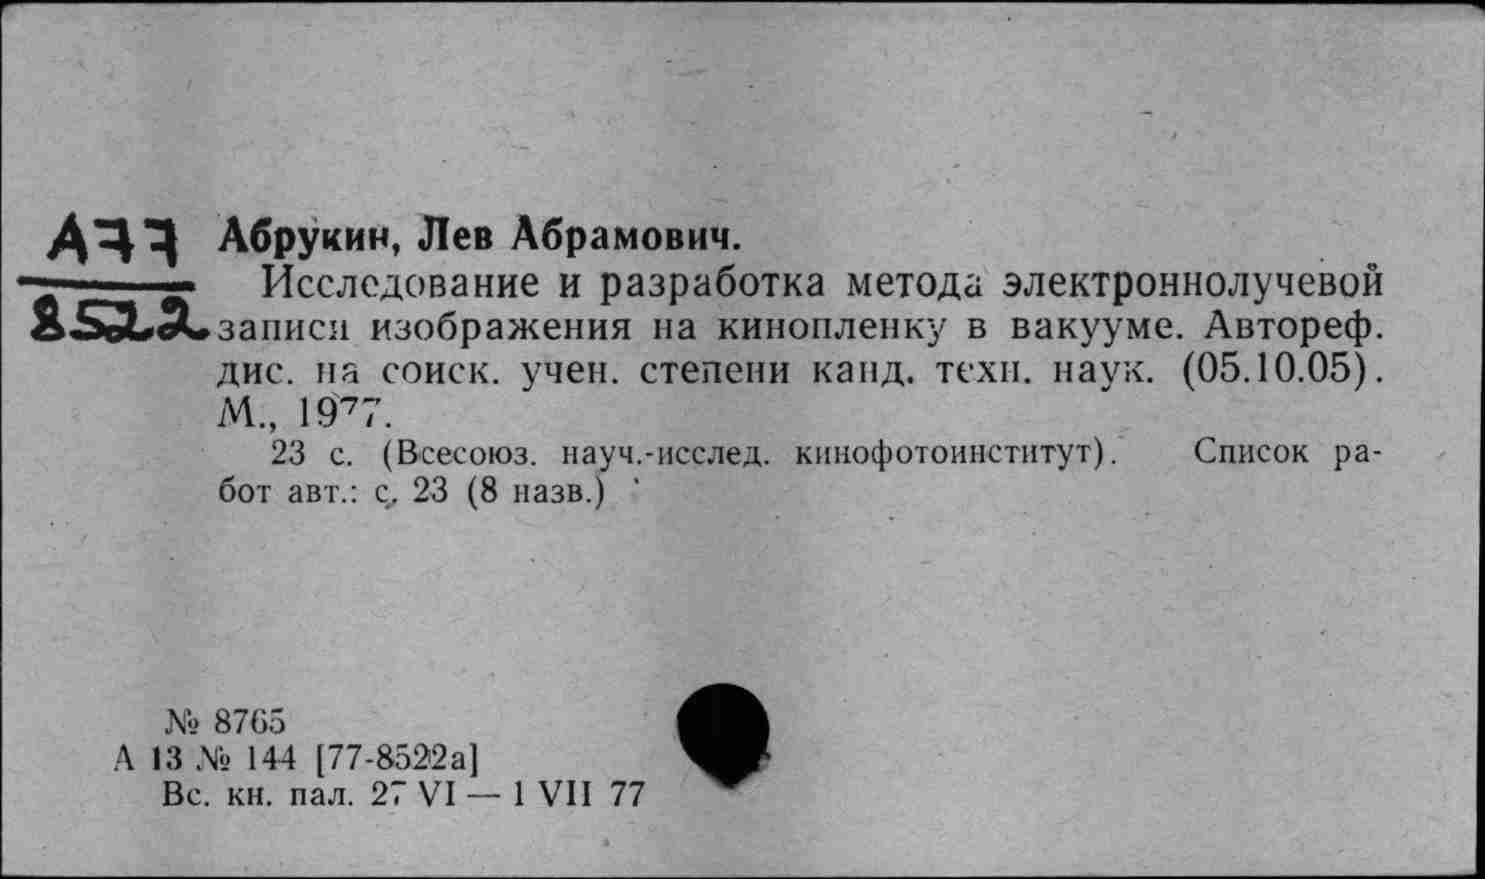 А77 Абрукин, Лев Абрамович.
Исследование и разработка метода электроннолучевой
8522 записи изображения на кинопленку в вакууме. Автореф.
дис. на соиск. учен. степени канд. техн. наук. (05.10.05).
М., 1977.
23 с. (Всесоюз. науч.-исслед. кинофотоинститут). Список ра-
бот авт.: с. 23 (8 назв.)
№ 8765
А 13 № 144 [77-8522а]
Вс. кн. пал. 27 VI — 1 VII 77